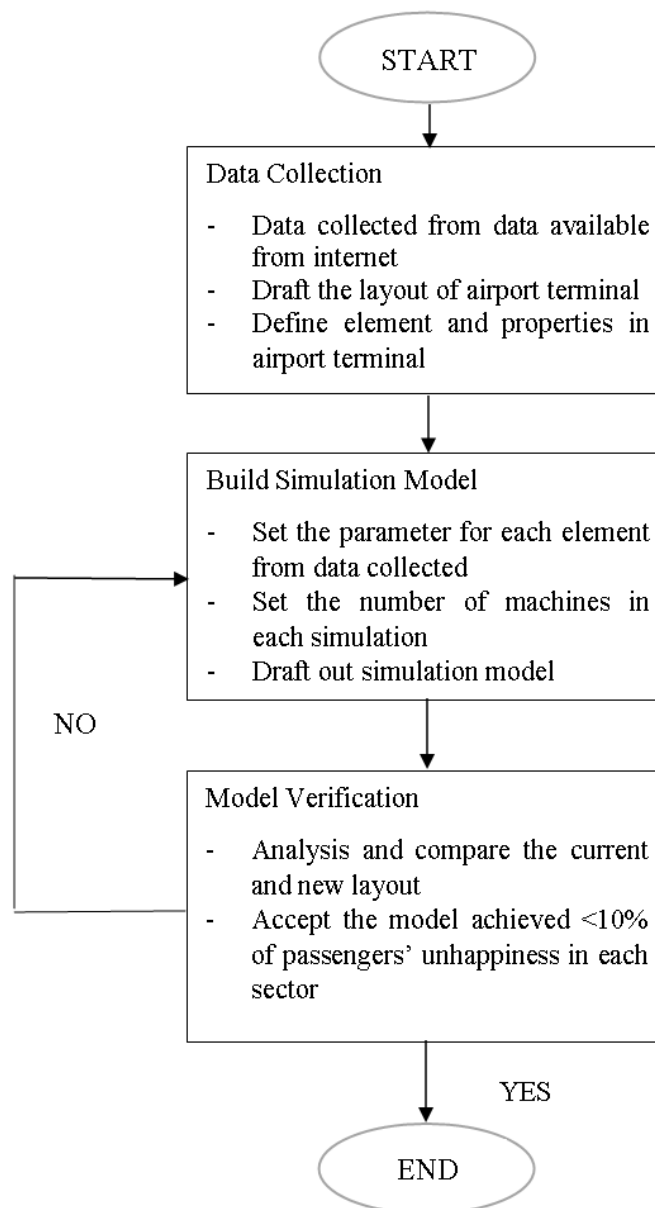 START
Data Collection
- Data collected from data available
from internet
- Draft the layout of airport terminal
- Define element and properties in
airport terminal
Build Simulation Model
- Set the parameter for each element
from data collected
- Set the number of machines in
each simulation
- Draft out simulation model
NO
Model Verification
- Analysis and compare the current
and new layout
- Accept the model achieved <10%
of passengers’ unhappiness in each
sector
YES
END